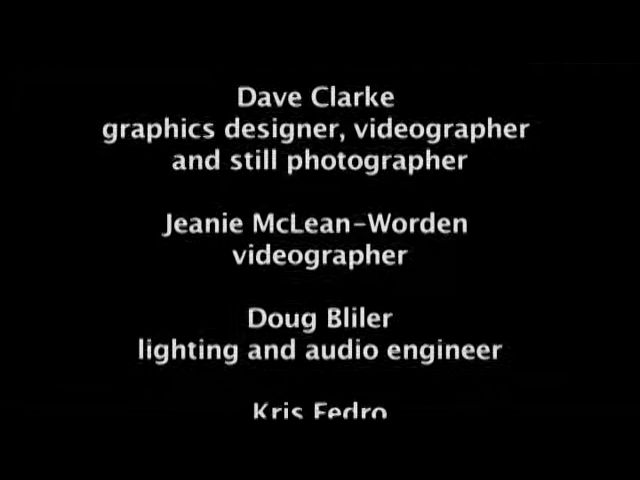 Dave Clarke
graphics designer, videographer
and still photographer
Jeanie McLean-Worden
videographer
Doug Bliler
lighting and audio engineer
Kris Fedro